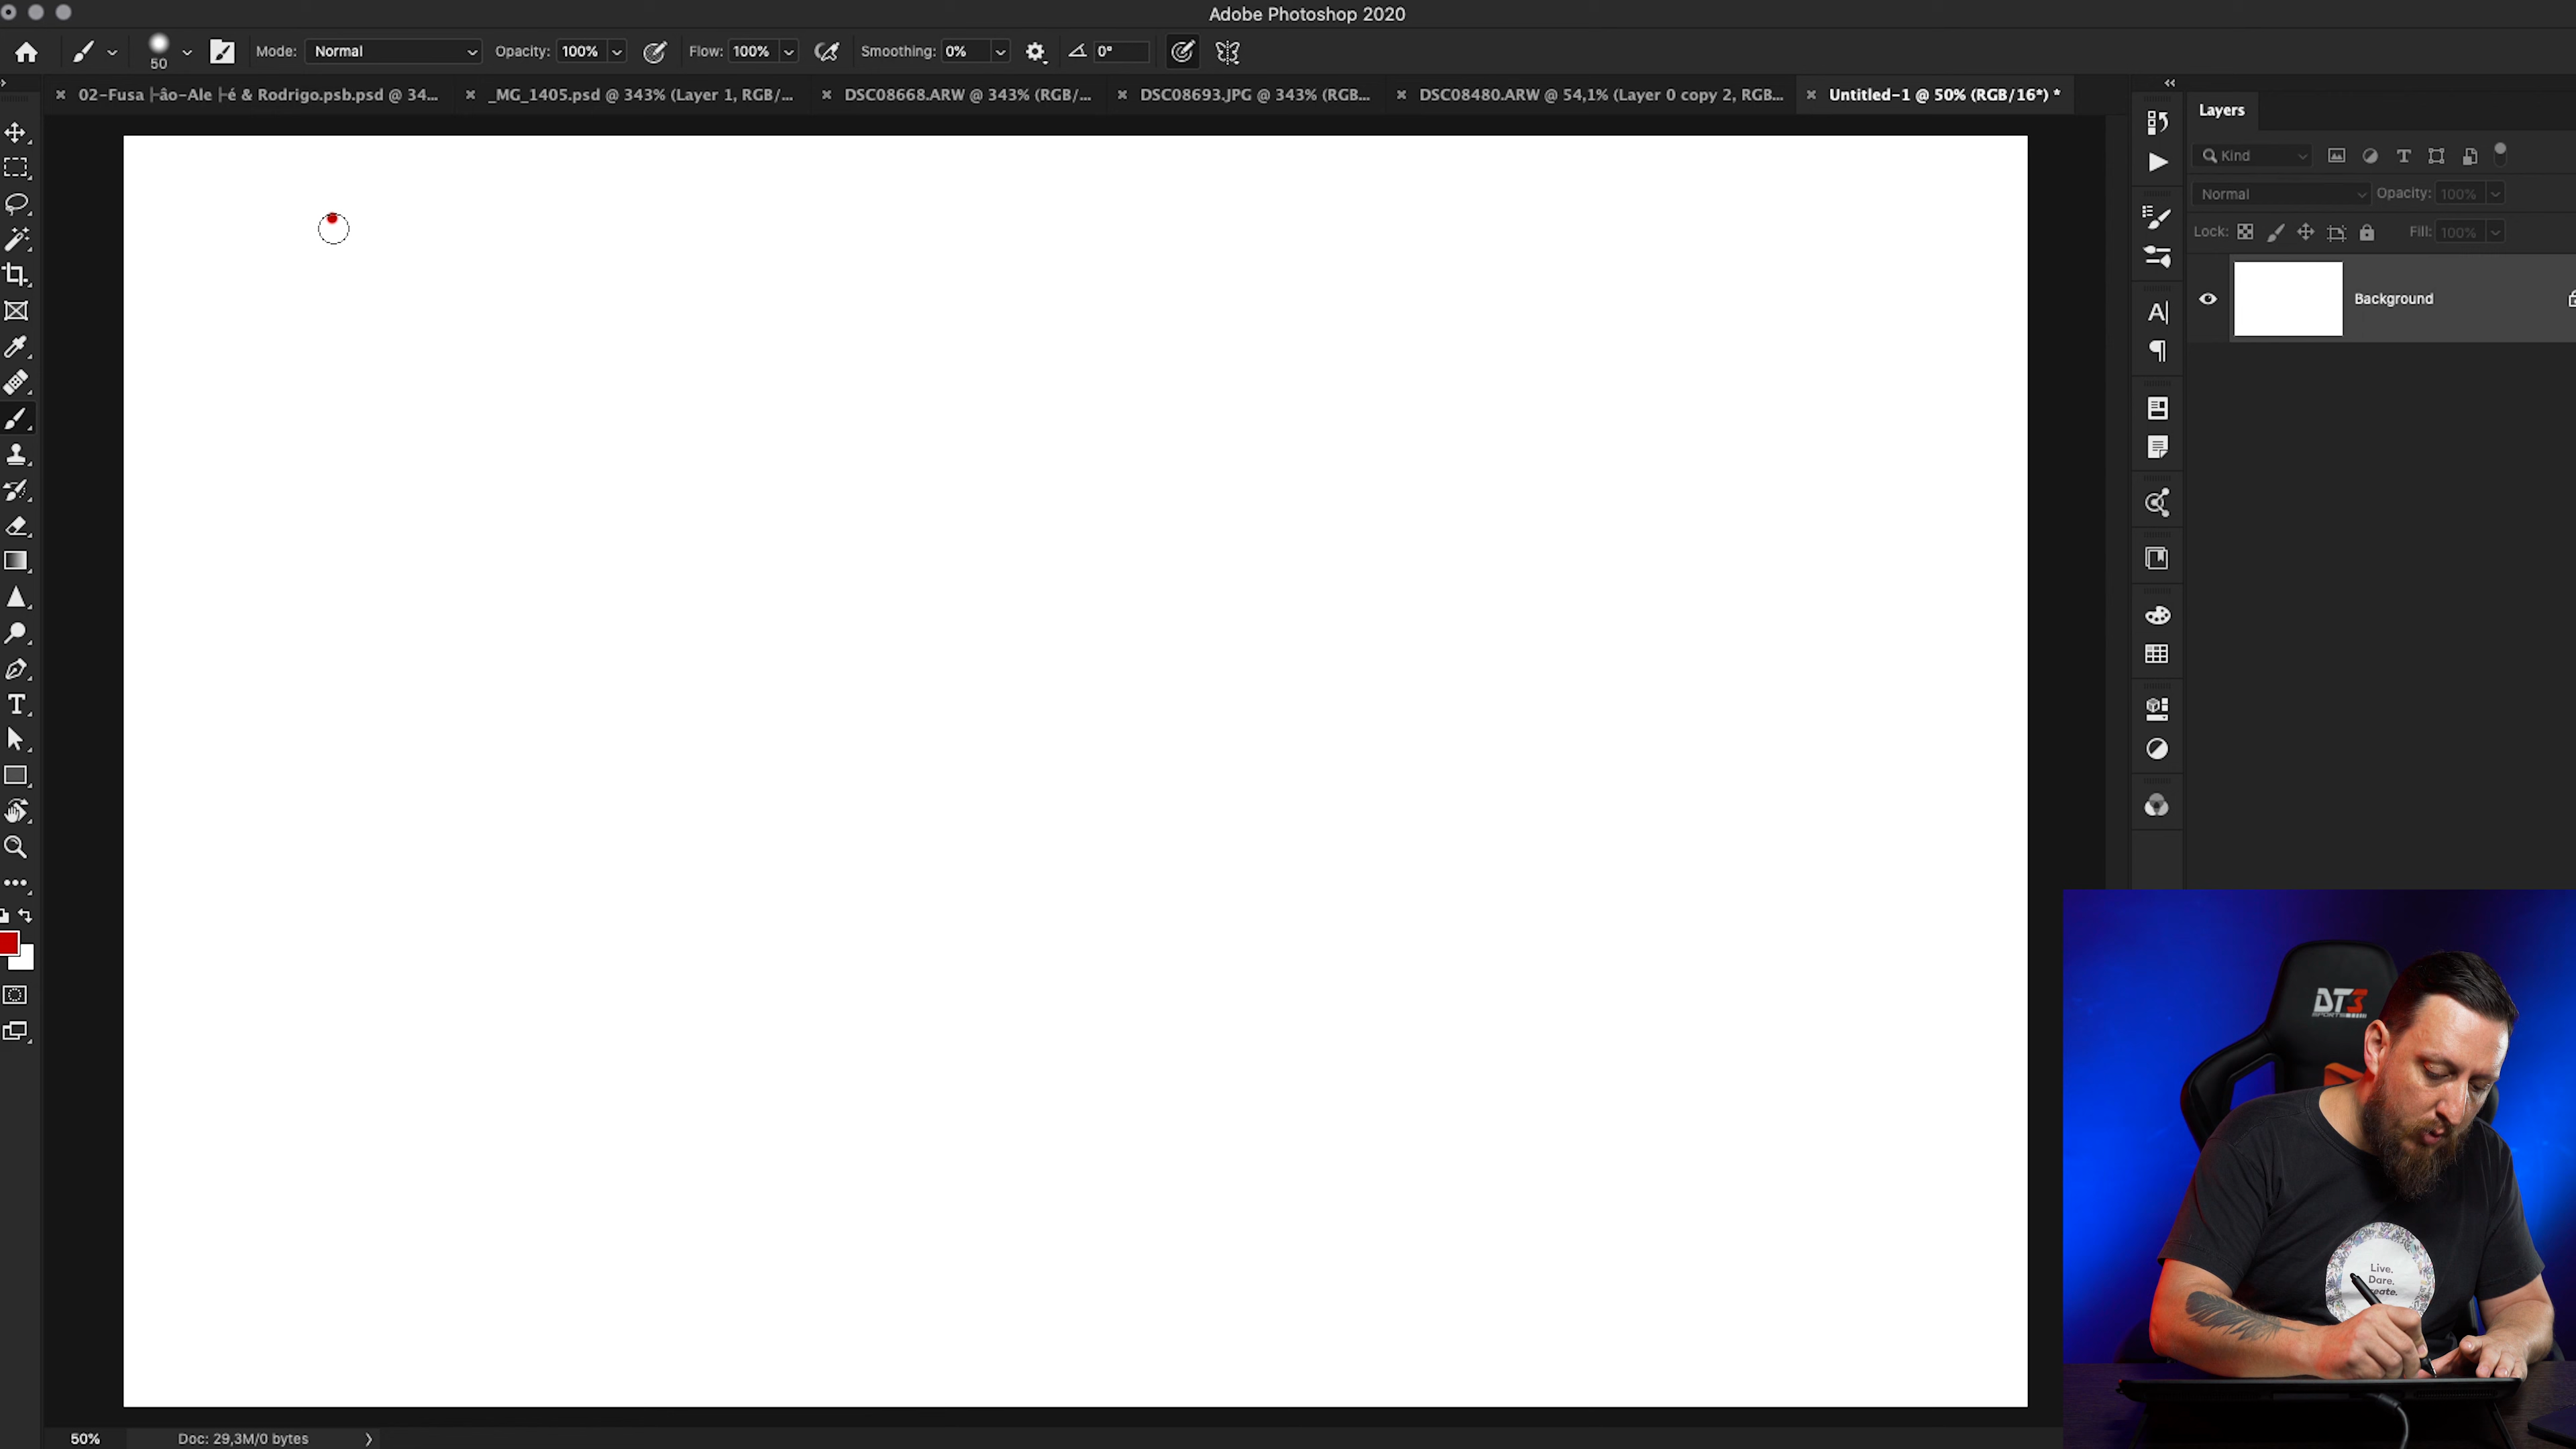 Adobe Photoshop 2020
50 Mode: Normal Opacity: 100% Flow: 100% Smoothing: 0% 0°
02-Fusa ├âo-Ale ├é & Rodrigo.psb.psd @ 34... _MG_1405.psd @ 343% (Layer 1, RGB/... DSC08668.ARW @ 343% (RGB/... DSC08693.JPG @ 343% (RGB... DSC08480.ARW @ 54,1% (Layer 0 copy 2, RGB... Untitled-1 @ 50% (RGB/16*) *
Layers
Kind
Normal Opacity: 100%
Lock: Fill: 100%
Background
DT3
SPORTS
Live.
Dare.
50% Doc: 29,3M/0 bytes